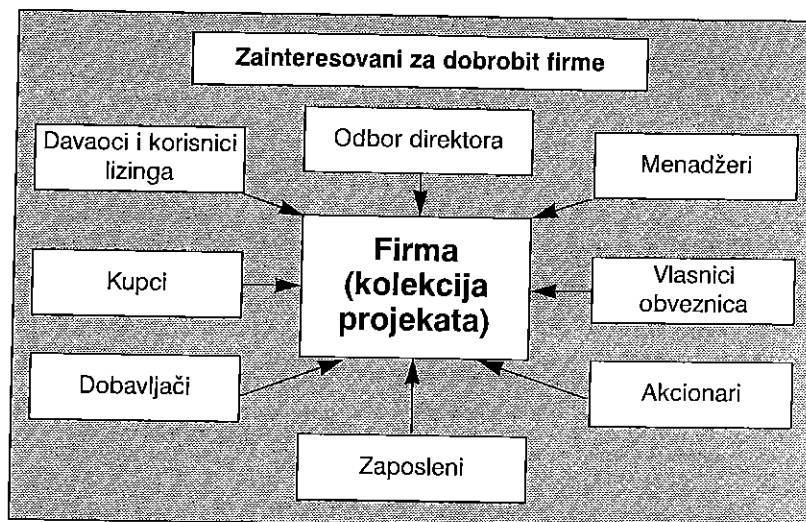 Zainteresovani za dobrobit firme
Davaoci i korisnici
lizinga
Odbor direktora
Menadžeri
Kupci
Firma
(kolekcija
projekata)
Vlasnici
obveznica
Dobavljači
Zaposleni
Akcionari